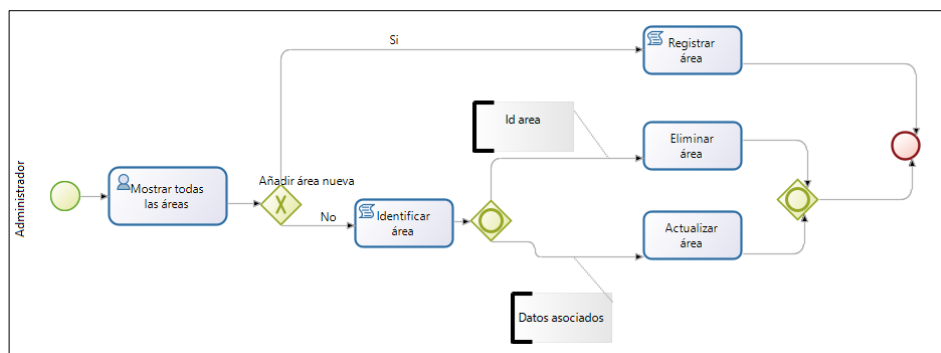 Administrador
Mostrar todas
las áreas
Añadir área nueva
Si
No
Registrar
área
Identificar
área
Id area
Eliminar
área
Actualizar
área
Datos asociados